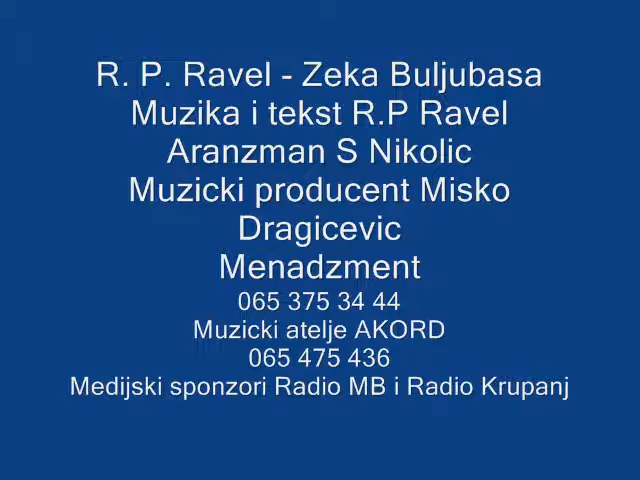 R. P. Ravel - Zeka Buljubasa
Muzika i tekst R.P Ravel
Aranzman S Nikolic
Muzicki producent Misko
Dragicevic
Menadzment
065 375 34 44
Muzicki atelje AKORD
065 475 436
Medijski sponzori Radio MB i Radio Krupanj